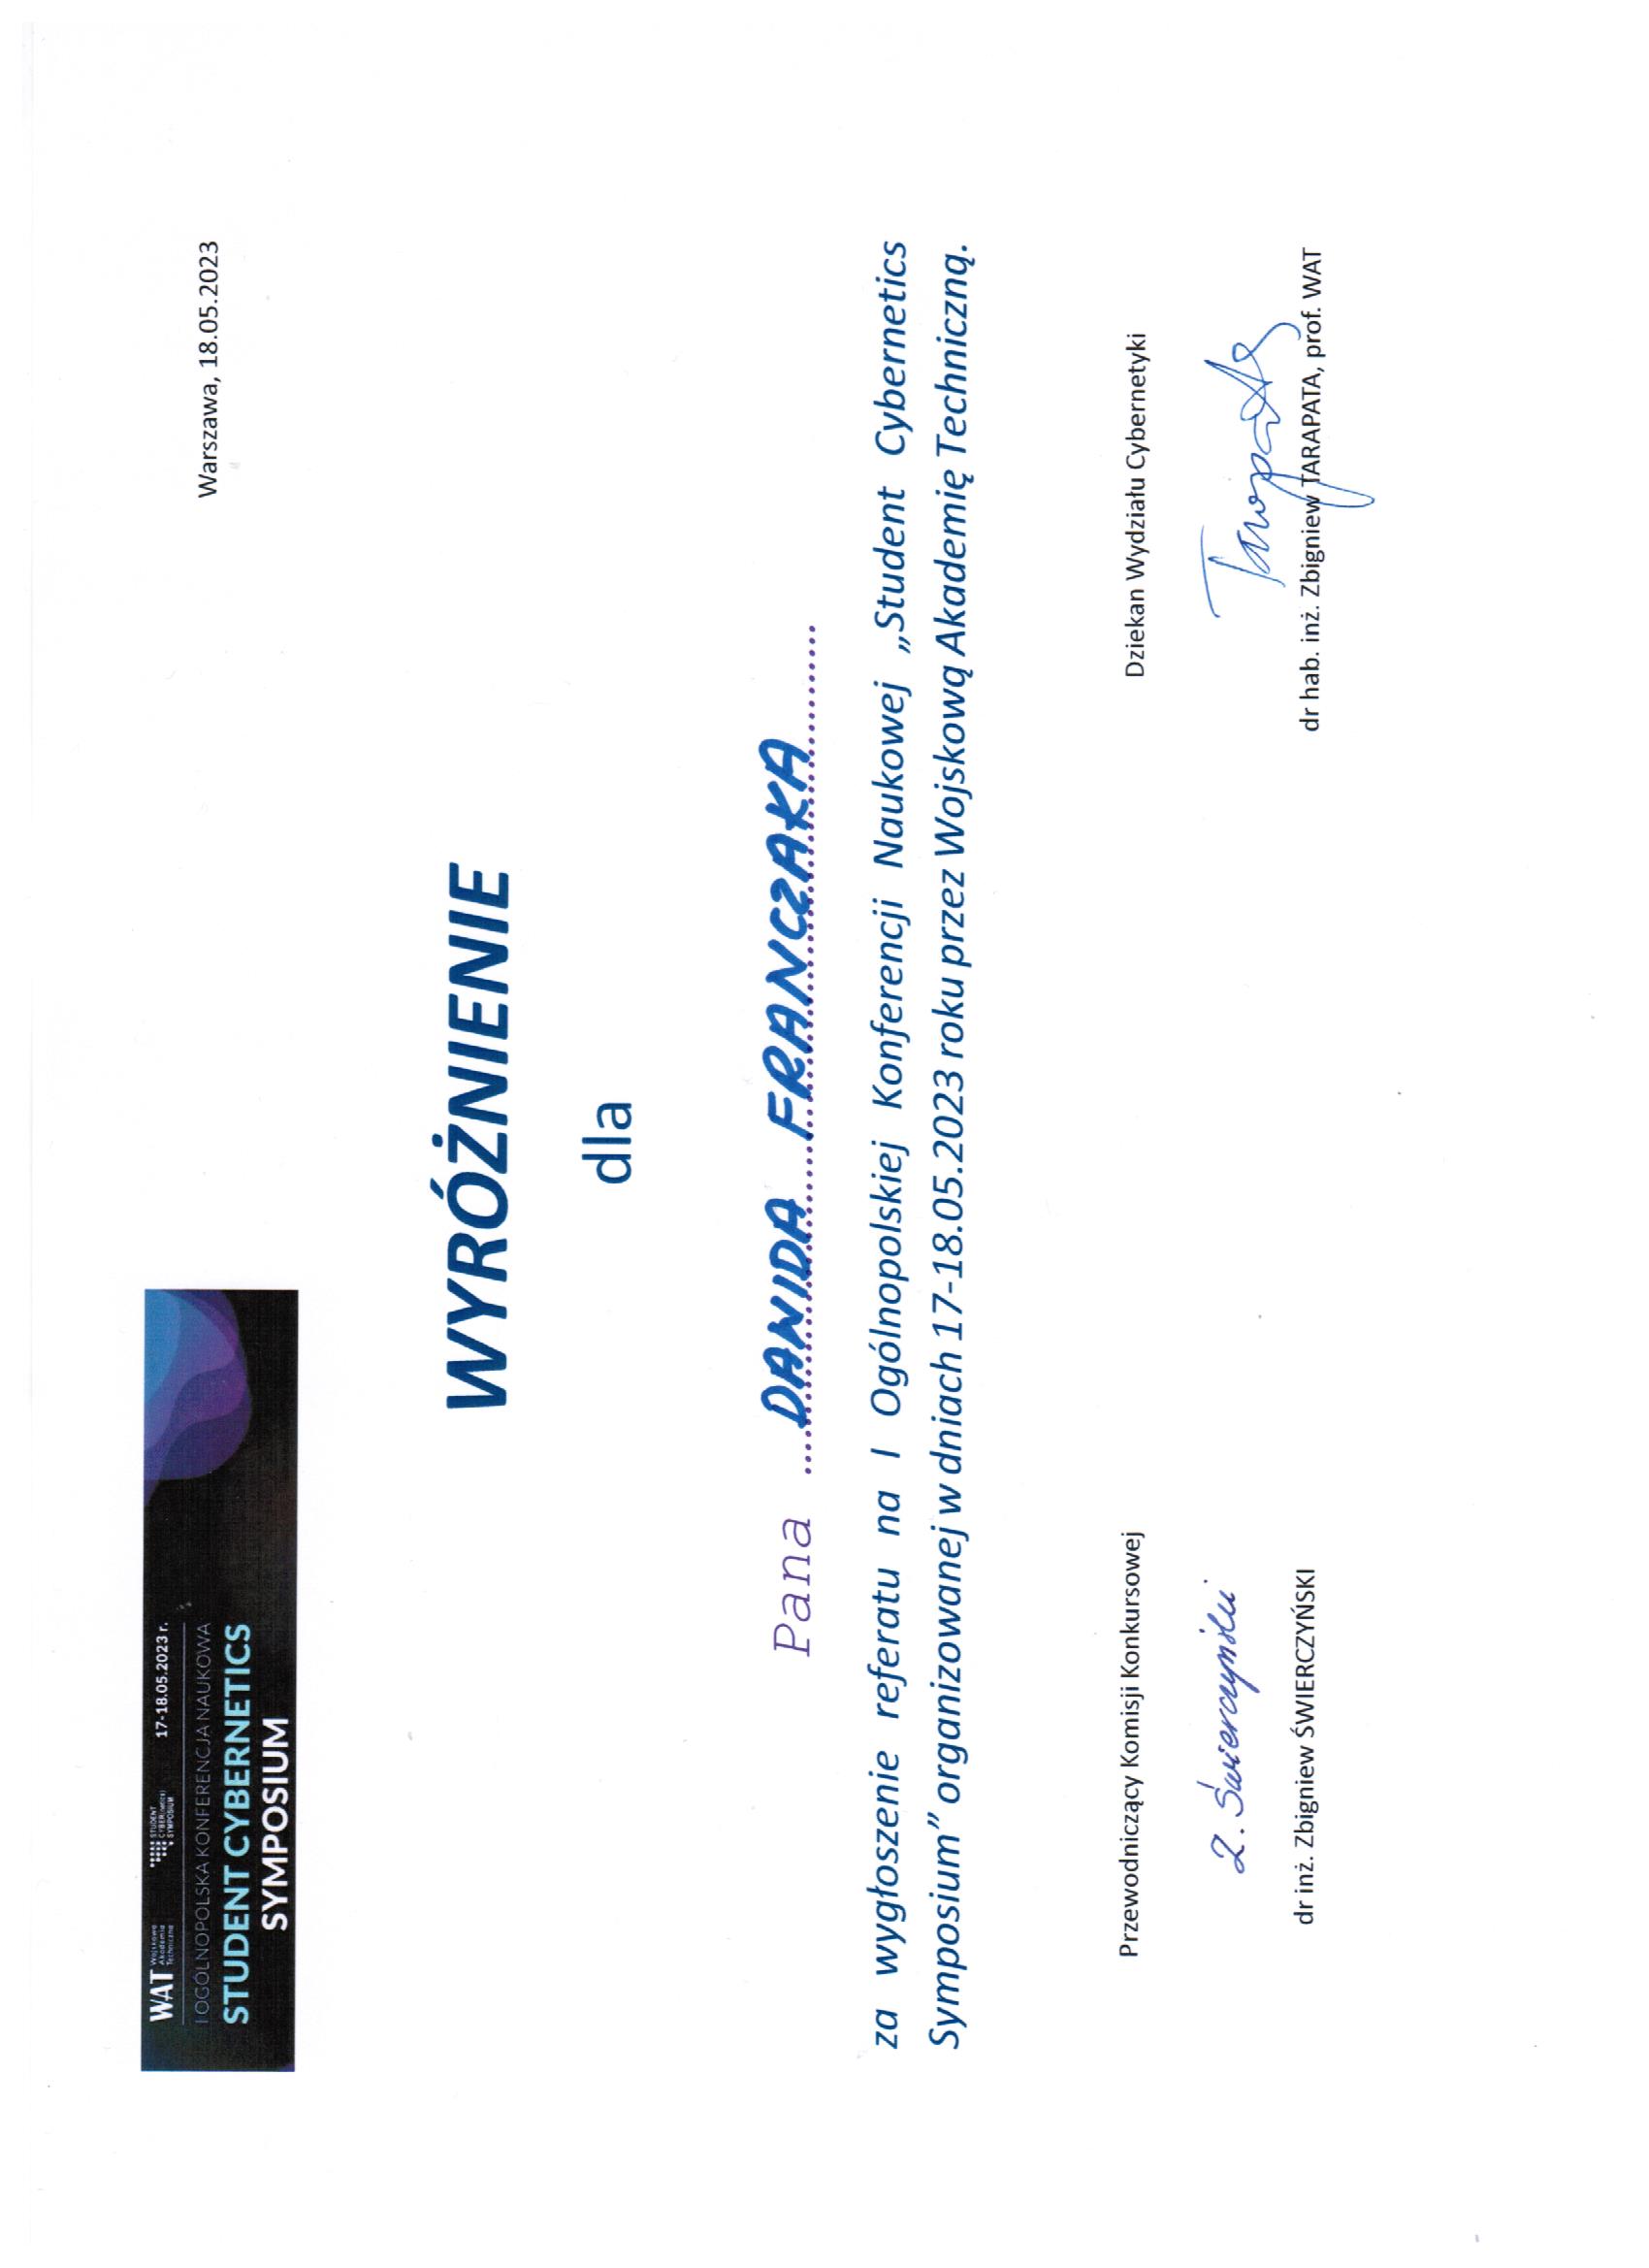 WAT Wojskowa Akademia Techniczna
STUDENT CYBER(netics) SYMPOSIUM
17-18.05.2023 r.
I OGÓLNOPOLSKA KONFERENCJA NAUKOWA
STUDENT CYBERNETICS
SYMPOSIUM
Warszawa, 18.05.2023
WYRÓŻNIENIE
dla
Pana DAWIDA FRANCZAKA
za wygłoszenie referatu na I Ogólnopolskiej Konferencji Naukowej „Student Cybernetics
Symposium” organizowanej w dniach 17-18.05.2023 roku przez Wojskową Akademię Techniczną.
Przewodniczący Komisji Konkursowej
Z. Świerczyński
dr inż. Zbigniew ŚWIERCZYŃSKI
Dziekan Wydziału Cybernetyki
Tarapata
dr hab. inż. Zbigniew TARAPATA, prof. WAT